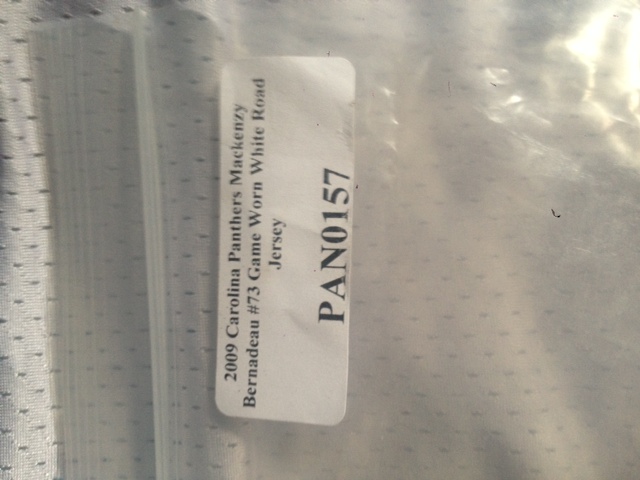 2009 Carolina Panthers Mackenzy
Bernadeau #73 Game Worn White Road
Jersey
PAN0157